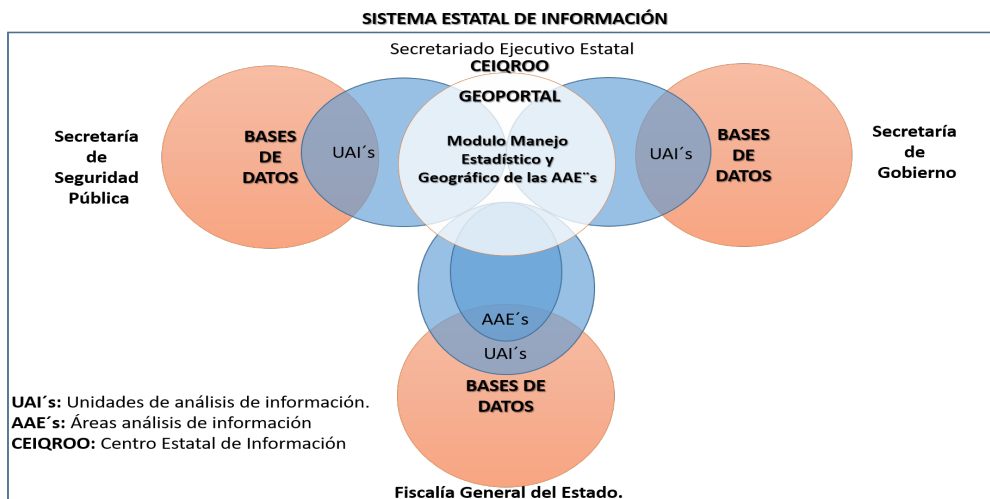 SISTEMA ESTATAL DE INFORMACIÓN
Secretariado Ejecutivo Estatal
CEIQROO
GEOPORTAL
Modulo Manejo
Estadístico y
Geográfico de las AAE¨s
Secretaría
de
Seguridad
Pública
BASES
DE
DATOS
UAI´s
UAI´s
BASES
DE
DATOS
Secretaría
de
Gobierno
AAE´s
UAI´s
BASES DE
DATOS
UAI´s: Unidades de análisis de información.
AAE´s: Áreas análisis de información
CEIQROO: Centro Estatal de Información
Fiscalía General del Estado.